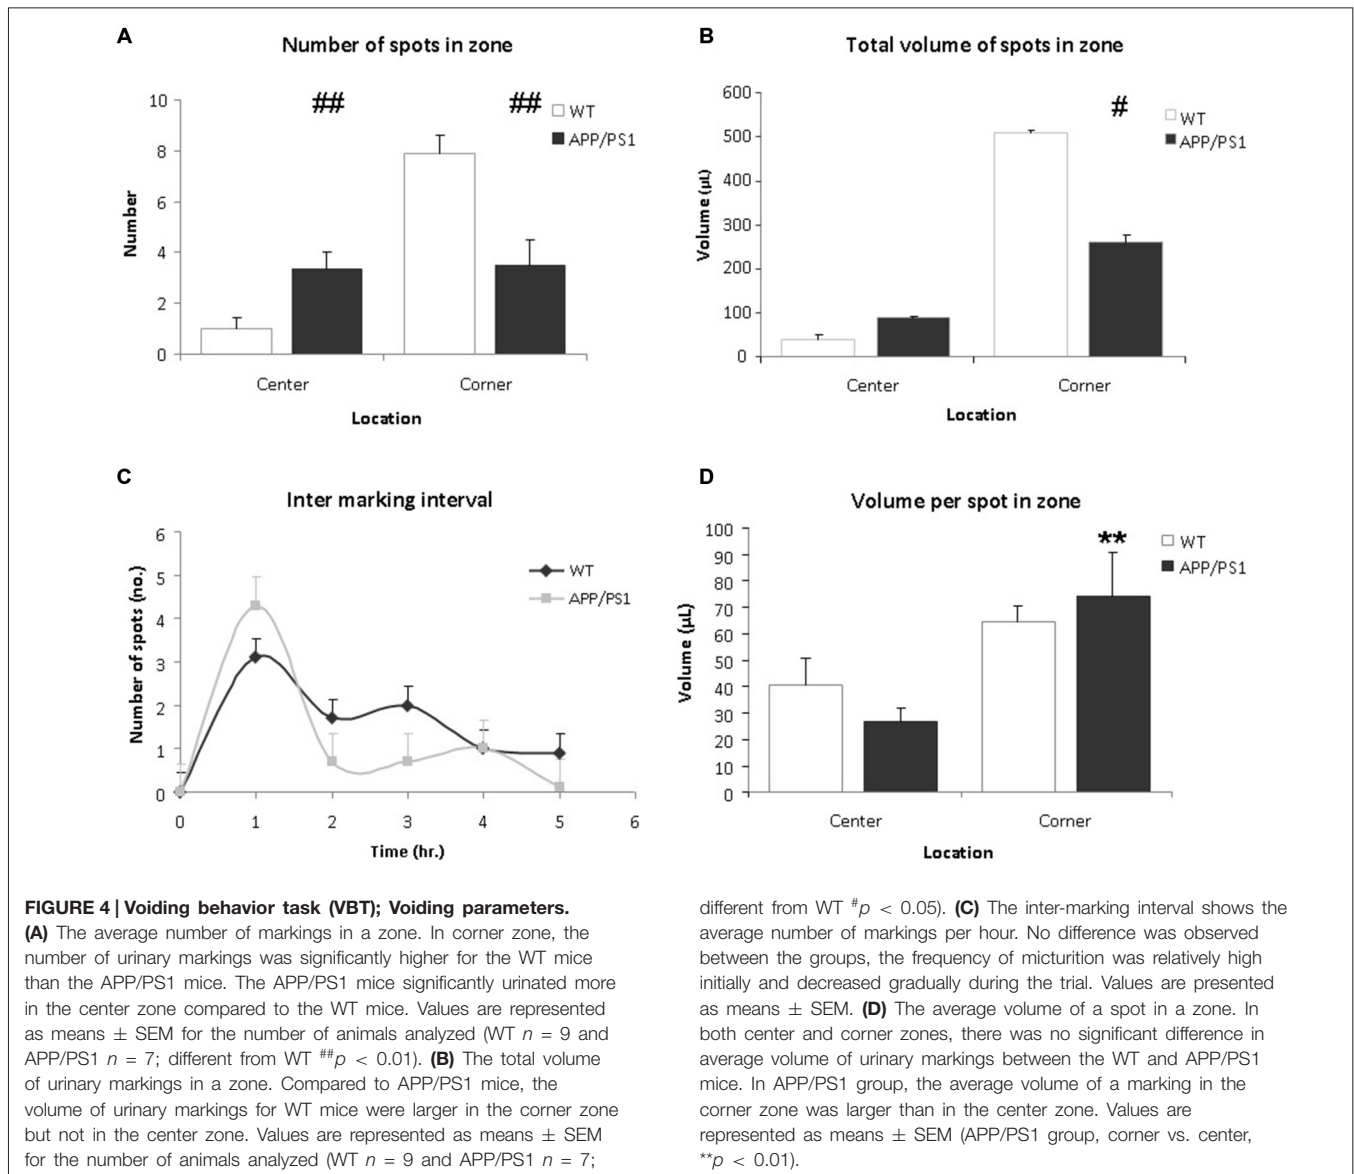 A
Number of spots in zone
##
##
WT
APP/PS1
10
8
6
4
2
0
Number
Center
Corner
Location
B
Total volume of spots in zone
#
WT
APP/PS1
600
500
400
300
200
100
0
Volume (µL)
Center
Corner
Location
C
Inter marking interval
WT
APP/PS1
6
5
4
3
2
1
0
Number of spots (no.)
0
1
2
3
4
5
6
Time (hr.)
D
Volume per spot in zone
**
WT
APP/PS1
100
90
80
70
60
50
40
30
20
10
0
Volume (µL)
Center
Corner
Location
FIGURE 4 | Voiding behavior task (VBT); Voiding parameters.
(A) The average number of markings in a zone. In corner zone, the
number of urinary markings was significantly higher for the WT mice
than the APP/PS1 mice. The APP/PS1 mice significantly urinated more
in the center zone compared to the WT mice. Values are represented
as means ± SEM for the number of animals analyzed (WT n = 9 and
APP/PS1 n = 7; different from WT ##p < 0.01). (B) The total volume
of urinary markings in a zone. Compared to APP/PS1 mice, the
volume of urinary markings for WT mice were larger in the corner zone
but not in the center zone. Values are represented as means ± SEM
for the number of animals analyzed (WT n = 9 and APP/PS1 n = 7;
different from WT #p < 0.05). (C) The inter-marking interval shows the
average number of markings per hour. No difference was observed
between the groups, the frequency of micturition was relatively high
initially and decreased gradually during the trial. Values are presented
as means ± SEM. (D) The average volume of a spot in a zone. In
both center and corner zones, there was no significant difference in
average volume of urinary markings between the WT and APP/PS1
mice. In APP/PS1 group, the average volume of a marking in the
corner zone was larger than in the center zone. Values are
represented as means ± SEM (APP/PS1 group, corner vs. center,
**p < 0.01).